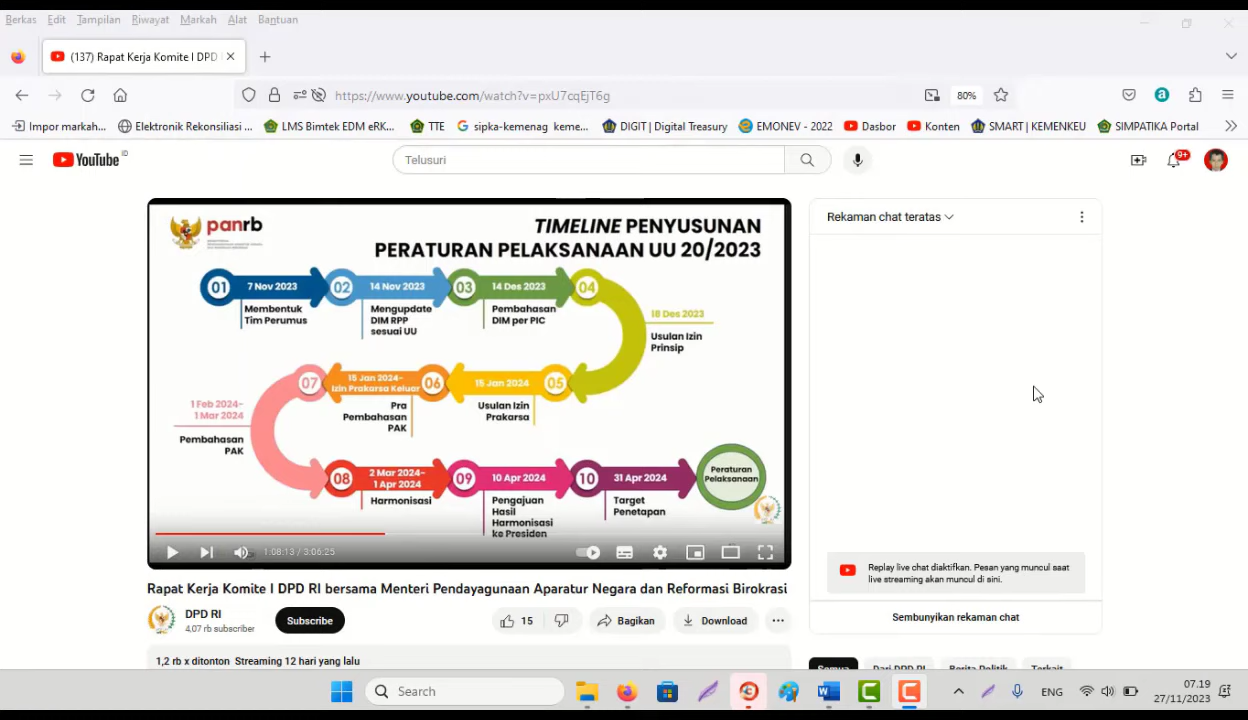 Berkas Edit Tampilan Riwayat Markah Alat Bantuan
(137) Rapat Kerja Komite I DPD
https://www.youtube.com/watch?v=pxU7cqEjT6g
80%
Impor markah... Elektronik Rekonsiliasi ... LMS Bimtek EDM eRK... TTE sipka-kemenag keme... DIGIT | Digital Treasury EMONEV - 2022 Dasbor Konten SMART | KEMENKEU SIMPATIKA Portal
YouTube ID
Telusuri
9+
panrb
TIMELINE PENYUSUNAN
PERATURAN PELAKSANAAN UU 20/2023
01 7 Nov 2023
Membentuk
Tim Perumus
02 14 Nov 2023
Mengupdate
DIM RPP
sesuai UU
03 14 Des 2023
Pembahasan
DIM per PIC
04
18 Des 2023
Usulan Izin
Prinsip
05 15 Jan 2024
Usulan Izin
Prakarsa
06 15 Jan 2024-
Izin Prakarsa Keluar
Pra
Pembahasan
PAK
07
1 Feb 2024-
1 Mar 2024
Pembahasan
PAK
08 2 Mar 2024-
1 Apr 2024
Harmonisasi
09 10 Apr 2024
Pengajuan
Hasil
Harmonisasi
ke Presiden
10 31 Apr 2024
Target
Penetapan
Peraturan
Pelaksanaan
1:08:13 / 3:06:25
Rekaman chat teratas
Replay live chat diaktifkan. Pesan yang muncul saat
live streaming akan muncul di sini.
Sembunyikan rekaman chat
Rapat Kerja Komite I DPD RI bersama Menteri Pendayagunaan Aparatur Negara dan Reformasi Birokrasi
DPD RI
4,07 rb subscriber
Subscribe
15
Bagikan
Download
1,2 rb x ditonton Streaming 12 hari yang lalu
Semua Dari DPD RI Berita Politik Terkait
Search
ENG
07.19
27/11/2023